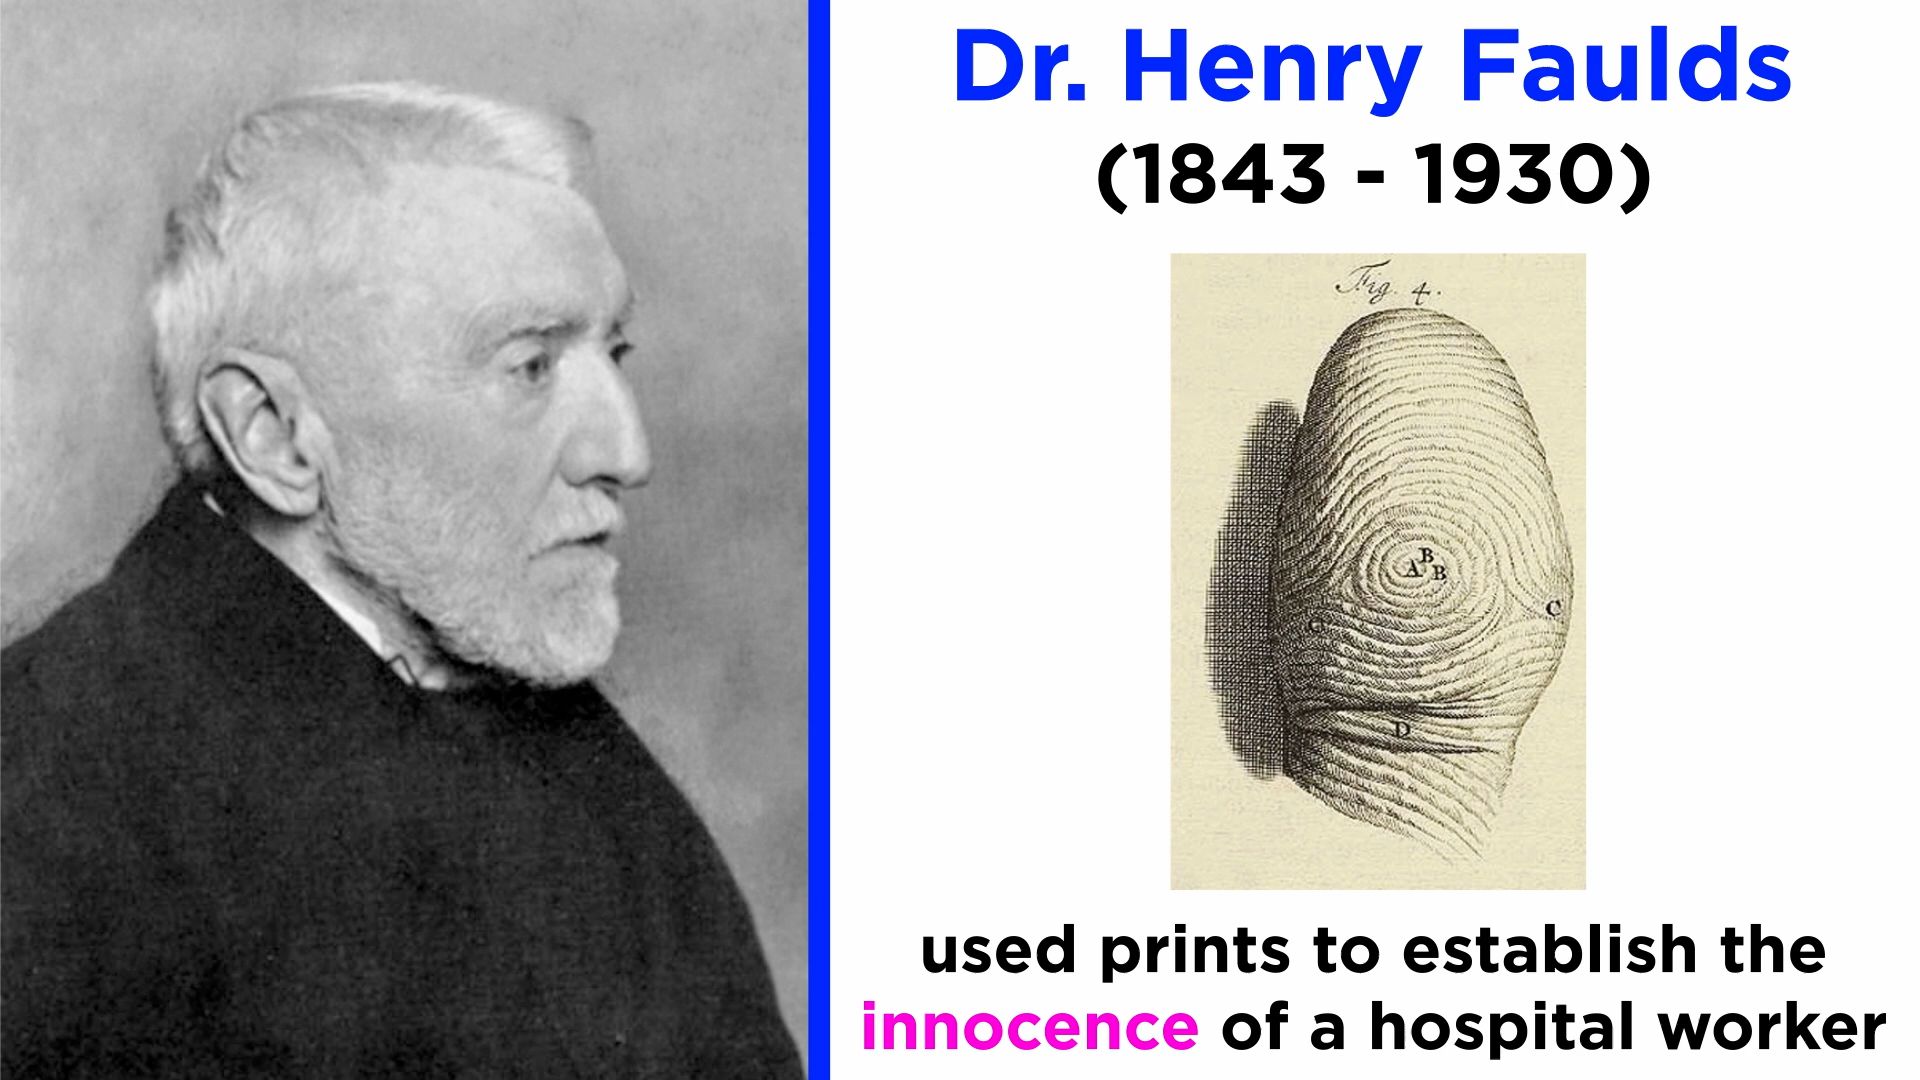 Dr. Henry Faulds
(1843 - 1930)
Fig. 4.
B
A B
C
C
D
used prints to establish the
innocence of a hospital worker